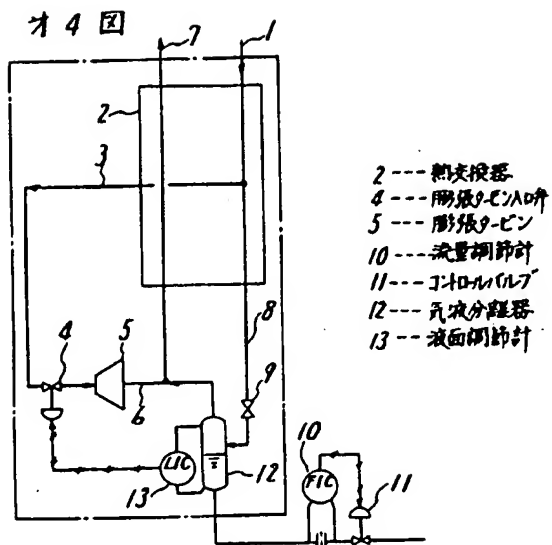 オ4図
7
1
2
3
4
5
6
8
9
10
11
12
13
LIC
FIC
2 --- 熱交換器
4 --- 膨張タービン入口弁
5 --- 膨張タービン
10 --- 流量調節計
11 --- コントロールバルブ
12 --- 気液分離器
13 --- 液面調節計